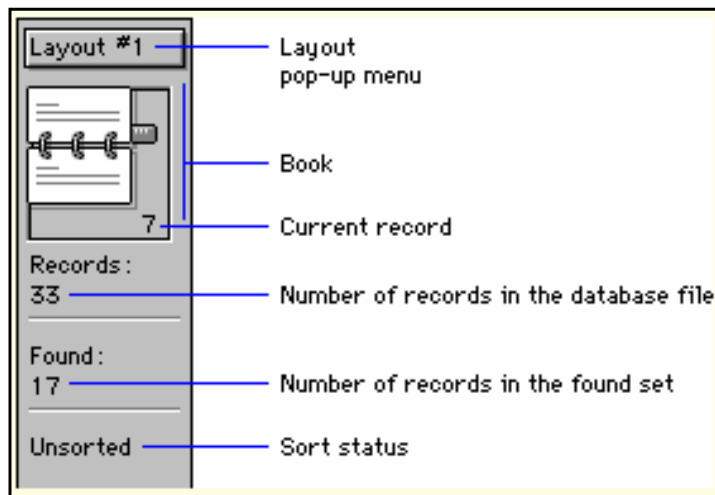 Layout #1
Layout
pop-up menu
Book
7
Current record
Records:
33
Number of records in the database file
Found:
17
Number of records in the found set
Unsorted
Sort status